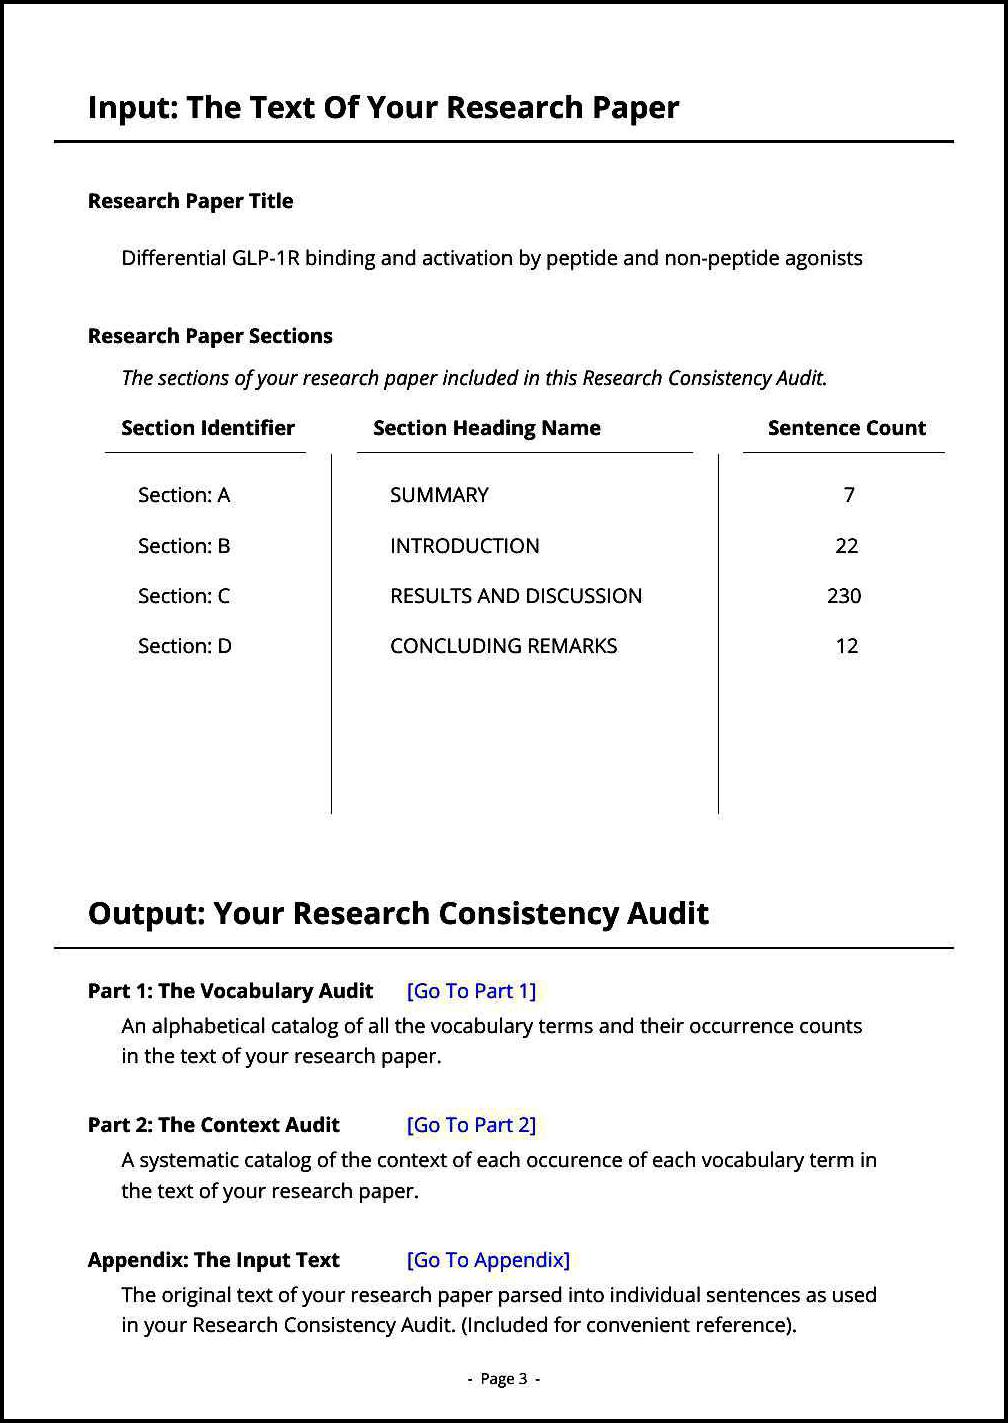 Input: The Text Of Your Research Paper
Research Paper Title
Differential GLP-1R binding and activation by peptide and non-peptide agonists
Research Paper Sections
The sections of your research paper included in this Research Consistency Audit.
Section Identifier Section Heading Name Sentence Count
Section: A SUMMARY 7
Section: B INTRODUCTION 22
Section: C RESULTS AND DISCUSSION 230
Section: D CONCLUDING REMARKS 12
Output: Your Research Consistency Audit
Part 1: The Vocabulary Audit [Go To Part 1]
An alphabetical catalog of all the vocabulary terms and their occurrence counts
in the text of your research paper.
Part 2: The Context Audit [Go To Part 2]
A systematic catalog of the context of each occurence of each vocabulary term in
the text of your research paper.
Appendix: The Input Text [Go To Appendix]
The original text of your research paper parsed into individual sentences as used
in your Research Consistency Audit. (Included for convenient reference).
- Page 3 -